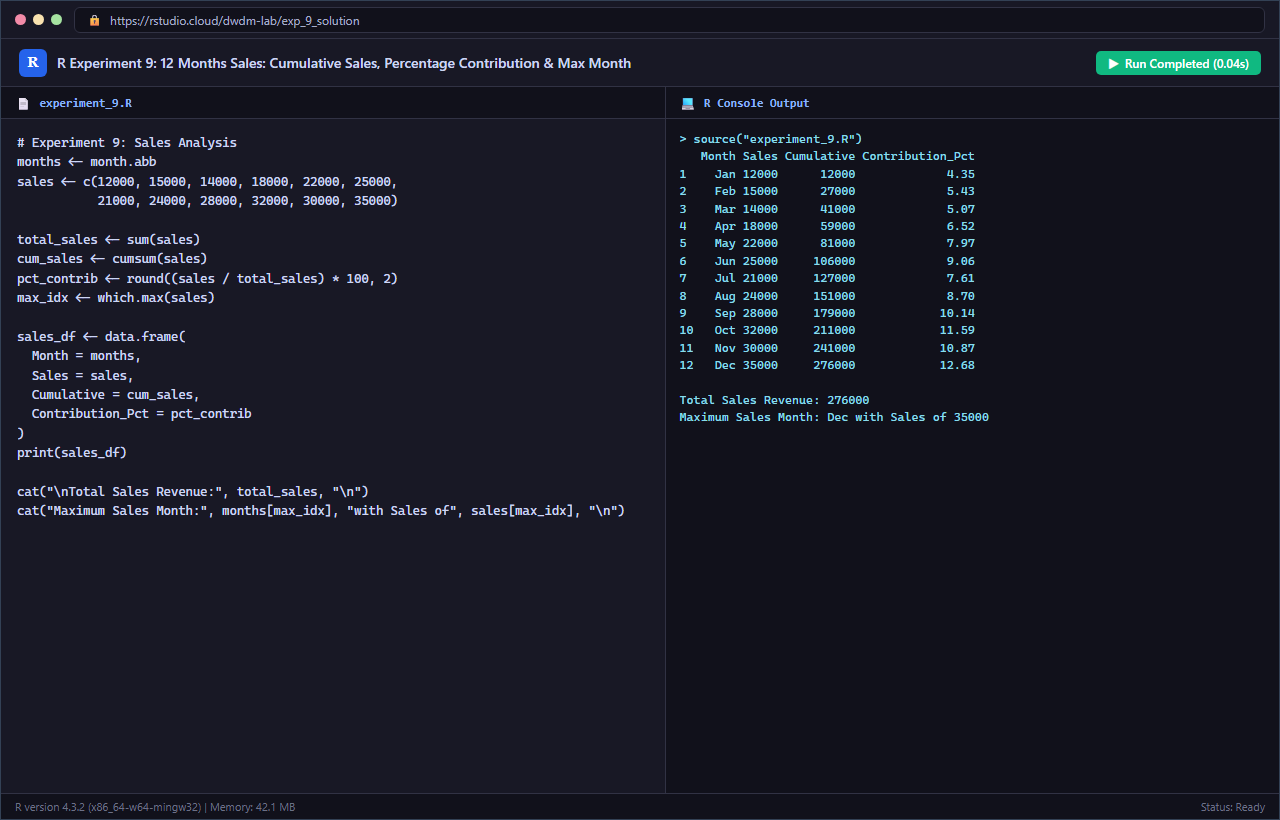 https://rstudio.cloud/dwdm-lab/exp_9_solution
R R Experiment 9: 12 Months Sales: Cumulative Sales, Percentage Contribution & Max Month
▶ Run Completed (0.04s)
experiment_9.R
# Experiment 9: Sales Analysis
months <- month.abb
sales <- c(12000, 15000, 14000, 18000, 22000, 25000,
           21000, 24000, 28000, 32000, 30000, 35000)

total_sales <- sum(sales)
cum_sales <- cumsum(sales)
pct_contrib <- round((sales / total_sales) * 100, 2)
max_idx <- which.max(sales)

sales_df <- data.frame(
  Month = months,
  Sales = sales,
  Cumulative = cum_sales,
  Contribution_Pct = pct_contrib
)
print(sales_df)

cat("\nTotal Sales Revenue:", total_sales, "\n")
cat("Maximum Sales Month:", months[max_idx], "with Sales of", sales[max_idx], "\n")
R Console Output
> source("experiment_9.R")
   Month Sales Cumulative Contribution_Pct
1    Jan 12000      12000             4.35
2    Feb 15000      27000             5.43
3    Mar 14000      41000             5.07
4    Apr 18000      59000             6.52
5    May 22000      81000             7.97
6    Jun 25000     106000             9.06
7    Jul 21000     127000             7.61
8    Aug 24000     151000             8.70
9    Sep 28000     179000            10.14
10   Oct 32000     211000            11.59
11   Nov 30000     241000            10.87
12   Dec 35000     276000            12.68

Total Sales Revenue: 276000
Maximum Sales Month: Dec with Sales of 35000
R version 4.3.2 (x86_64-w64-mingw32) | Memory: 42.1 MB
Status: Ready